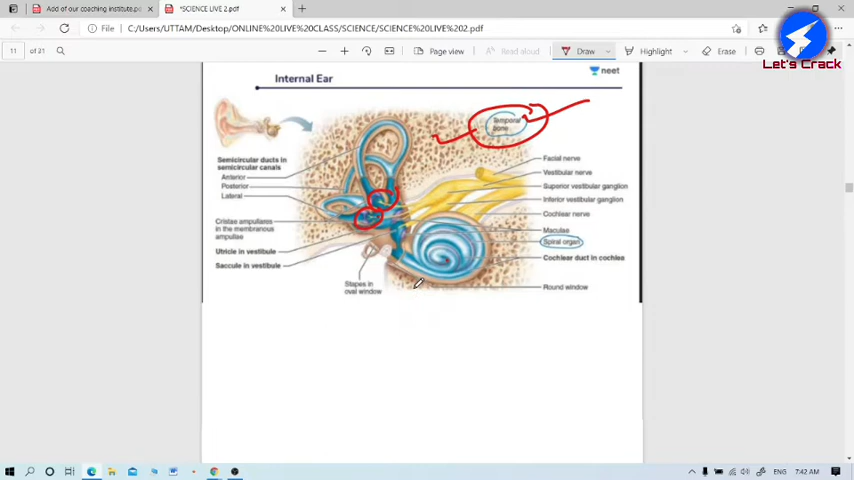 Add of our coaching institute.pd
*SCIENCE LIVE 2.pdf
C:/Users/UTTAM/Desktop/ONLINE%20LIVE%20CLASS/SCIENCE/SCIENCE%20LIVE%202.pdf
11 of 21
Page view
Read aloud
Draw
Highlight
Erase
Let's Crack
Internal Ear
neet
Temporal
bone
Semicircular ducts in
semicircular canals
Anterior
Posterior
Lateral
Cristae ampullares
in the membranous
ampullae
Utricle in vestibule
Saccule in vestibule
Stapes in
oval window
Facial nerve
Vestibular nerve
Superior vestibular ganglion
Inferior vestibular ganglion
Cochlear nerve
Maculae
Spiral organ
Cochlear duct in cochlea
Round window
ENG
7:42 AM